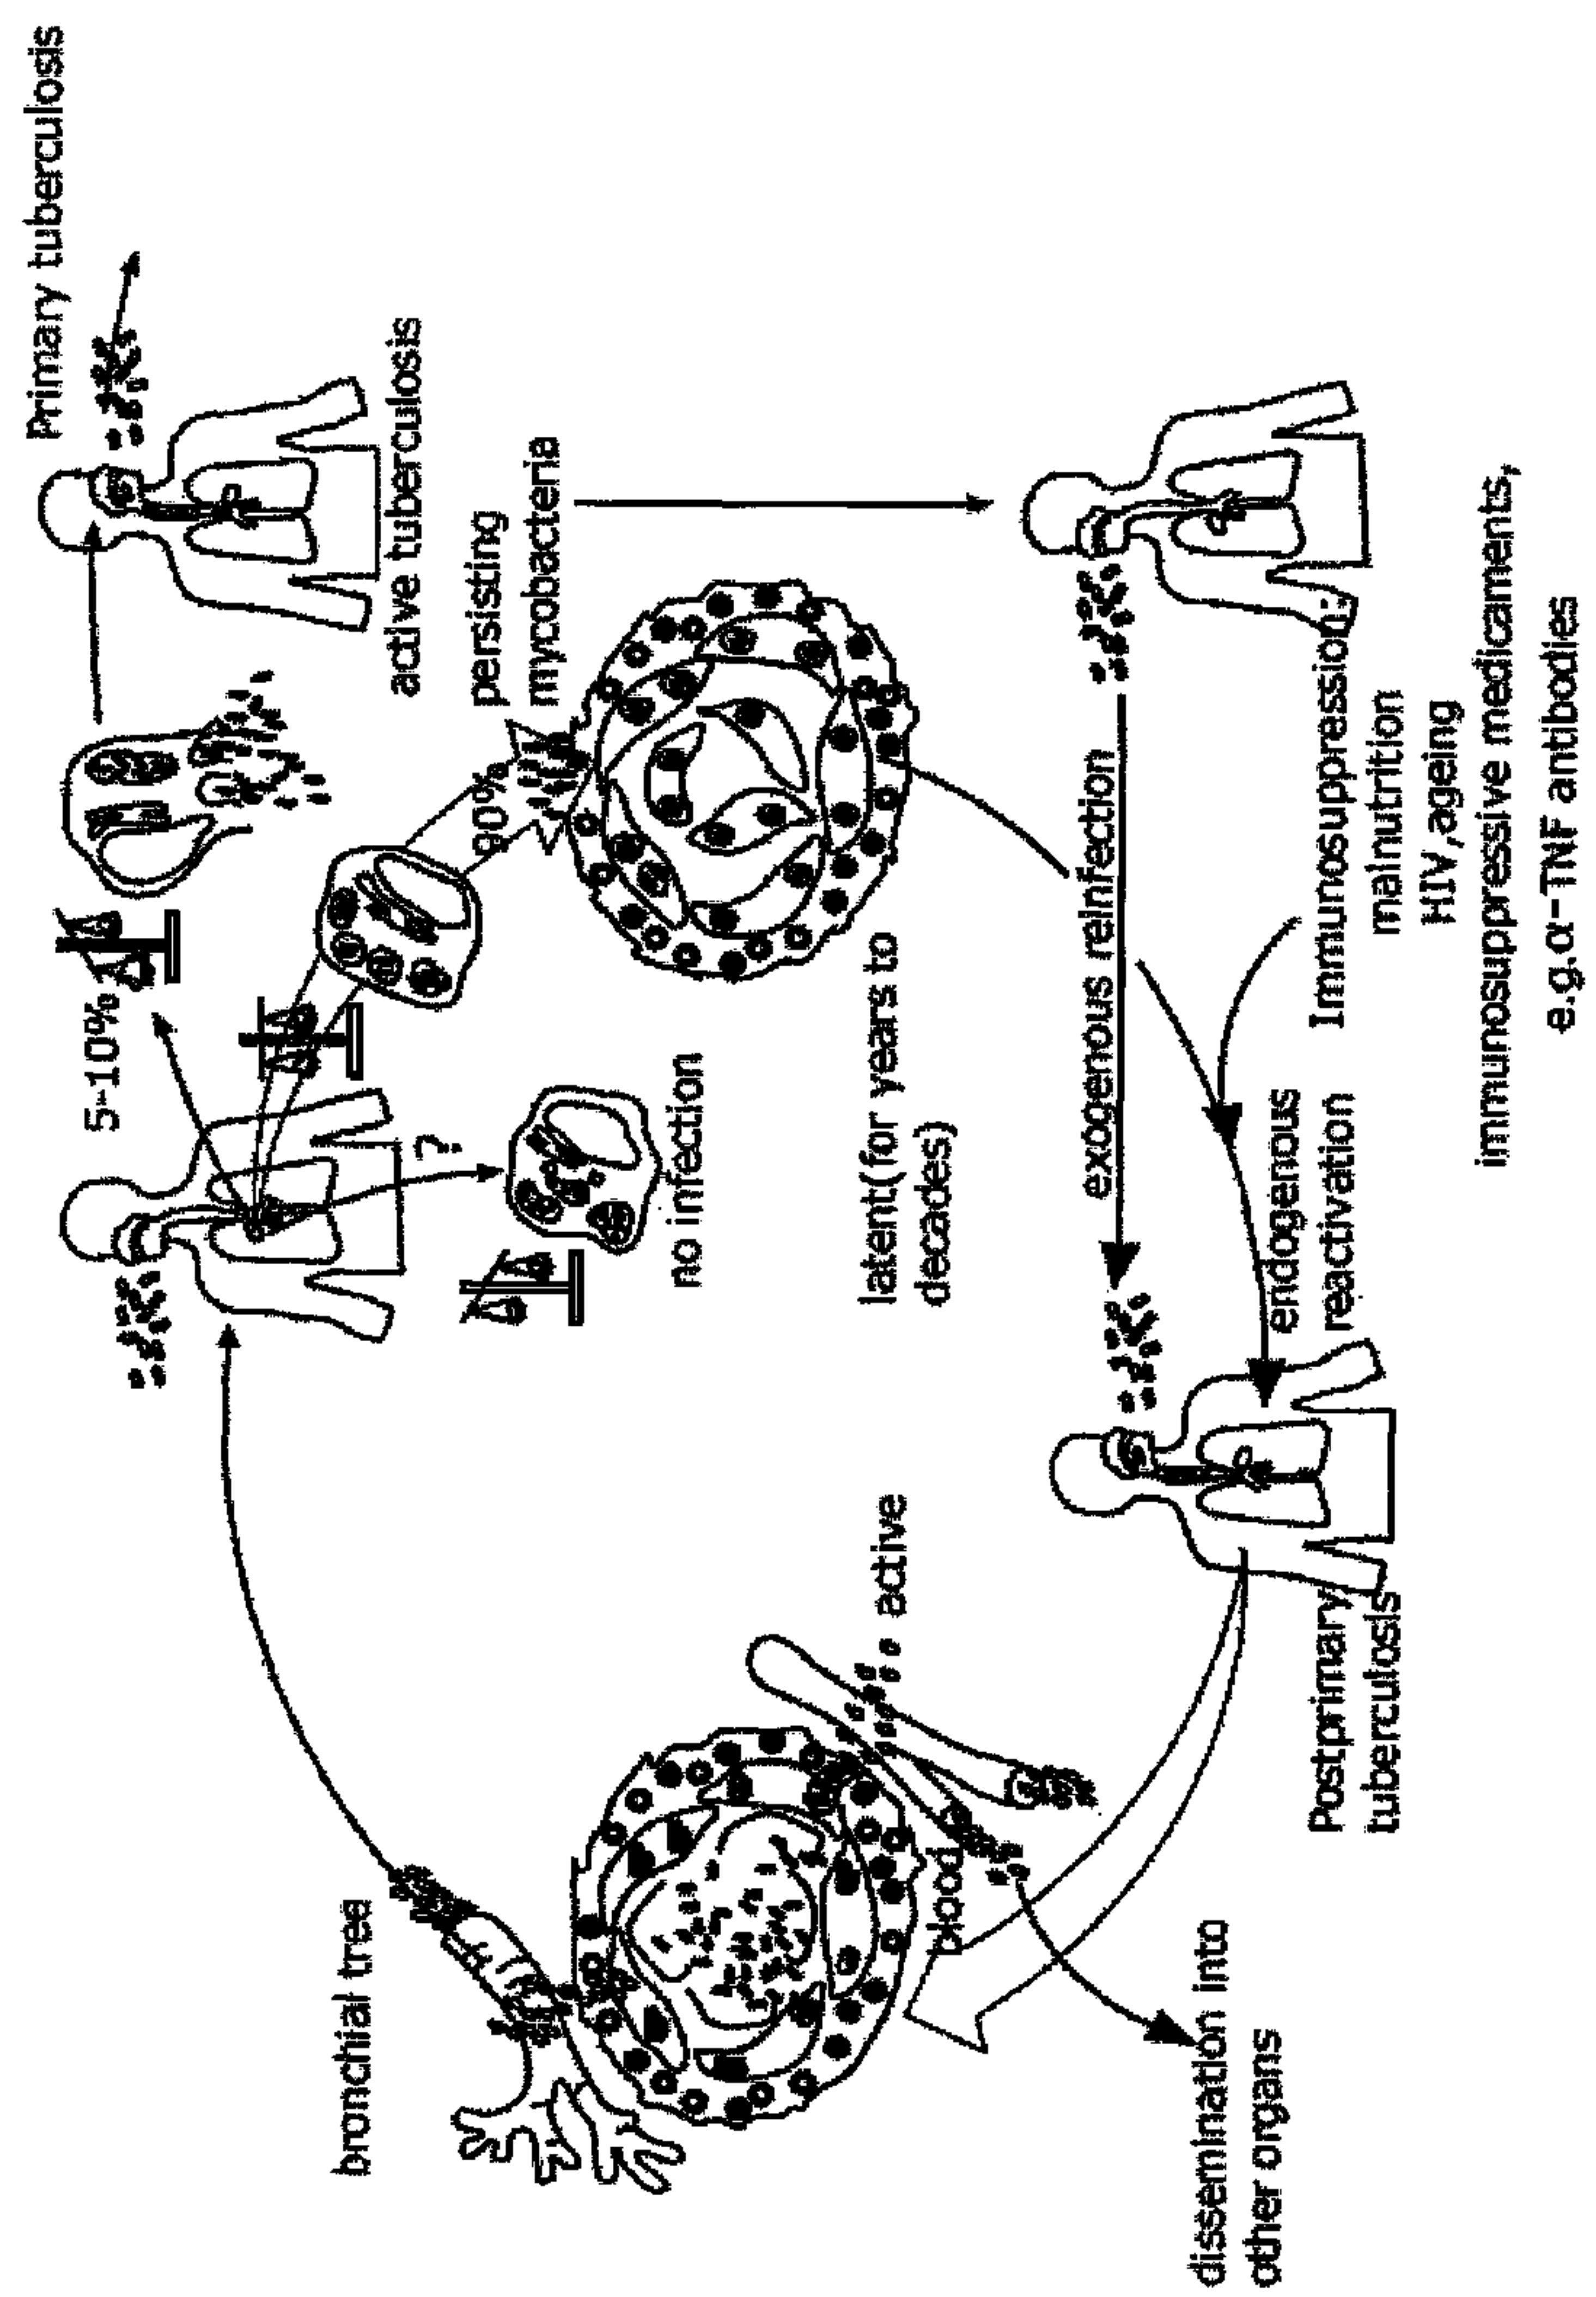 Primary tuberculosis
5-10%
active tuberculosis
90%
persisting
mycobacteria
?
no infection
latent(for years to
decades)
bronchial tree
active
blood
dissemination into
other organs
exogenous reinfection
endogenous
reactivation
Postprimary
tuberculosis
Immunosuppression:
malnutrition
HIV,ageing
immunosuppressive medicaments,
e.g.α-TNF antibodies